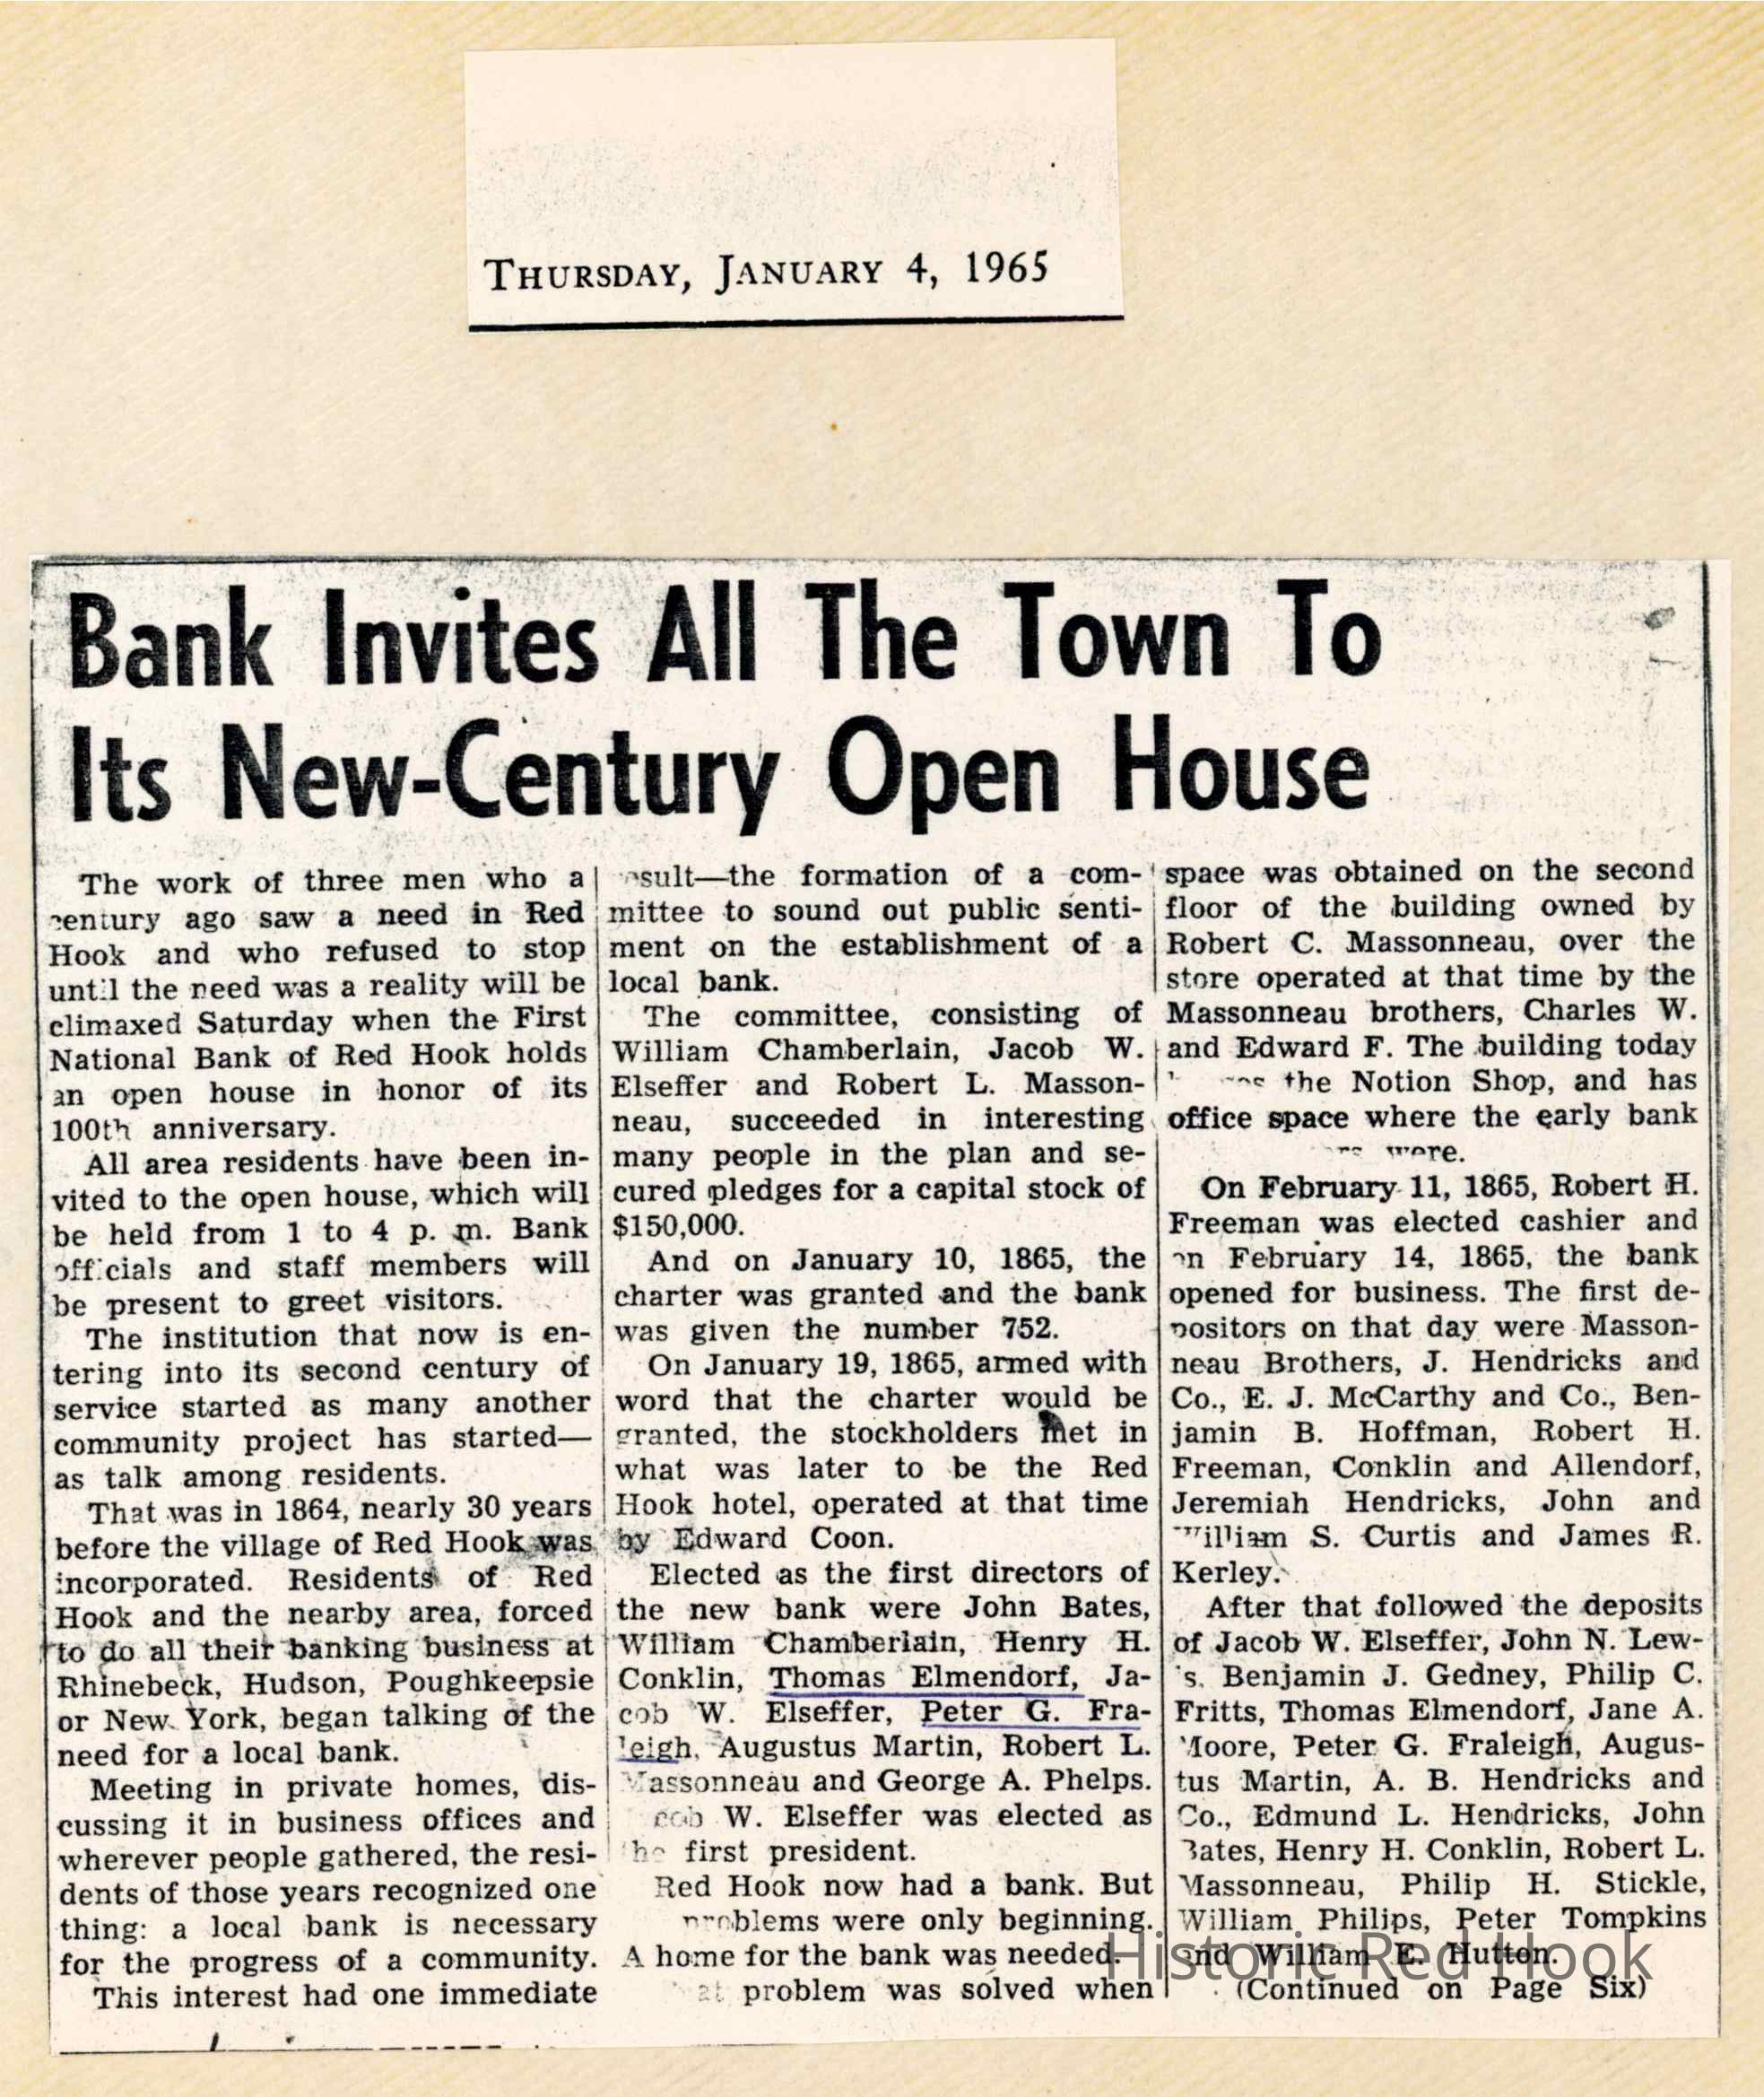 THURSDAY, JANUARY 4, 1965
Bank Invites All The Town To
Its New-Century Open House
The work of three men who a
century ago saw a need in Red
Hook and who refused to stop
until the need was a reality will be
climaxed Saturday when the First
National Bank of Red Hook holds
an open house in honor of its
100th anniversary.
All area residents have been in-
vited to the open house, which will
be held from 1 to 4 p. m. Bank
officials and staff members will
be present to greet visitors.
The institution that now is en-
tering into its second century of
service started as many another
community project has started—
as talk among residents.
That was in 1864, nearly 30 years
before the village of Red Hook was
incorporated. Residents of Red
Hook and the nearby area, forced
to do all their banking business at
Rhinebeck, Hudson, Poughkeepsie
or New York, began talking of the
need for a local bank.
Meeting in private homes, dis-
cussing it in business offices and
wherever people gathered, the resi-
dents of those years recognized one
thing: a local bank is necessary
for the progress of a community.
This interest had one immediate
esult—the formation of a com-
mittee to sound out public senti-
ment on the establishment of a
local bank.
The committee, consisting of
William Chamberlain, Jacob W.
Elseffer and Robert L. Masson-
neau, succeeded in interesting
many people in the plan and se-
cured pledges for a capital stock of
$150,000.
And on January 10, 1865, the
charter was granted and the bank
was given the number 752.
On January 19, 1865, armed with
word that the charter would be
granted, the stockholders met in
what was later to be the Red
Hook hotel, operated at that time
by Edward Coon.
Elected as the first directors of
the new bank were John Bates,
William Chamberlain, Henry H.
Conklin, Thomas Elmendorf, Ja-
cob W. Elseffer, Peter G. Fra-
leigh, Augustus Martin, Robert L.
Massonneau and George A. Phelps.
cob W. Elseffer was elected as
the first president.
Red Hook now had a bank. But
problems were only beginning.
A home for the bank was needed.
at problem was solved when
space was obtained on the second
floor of the building owned by
Robert C. Massonneau, over the
store operated at that time by the
Massonneau brothers, Charles W.
and Edward F. The building today
the Notion Shop, and has
office space where the early bank
were.
On February 11, 1865, Robert H.
Freeman was elected cashier and
on February 14, 1865, the bank
opened for business. The first de-
positors on that day were Masson-
neau Brothers, J. Hendricks and
Co., E. J. McCarthy and Co., Ben-
jamin B. Hoffman, Robert H.
Freeman, Conklin and Allendorf,
Jeremiah Hendricks, John and
William S. Curtis and James R.
Kerley.
After that followed the deposits
of Jacob W. Elseffer, John N. Lew-
's, Benjamin J. Gedney, Philip C.
Fritts, Thomas Elmendorf, Jane A.
Moore, Peter G. Fraleigh, Augus-
tus Martin, A. B. Hendricks and
Co., Edmund L. Hendricks, John
Bates, Henry H. Conklin, Robert L.
Massonneau, Philip H. Stickle,
William Philips, Peter Tompkins
and William E. Hutton.
(Continued on Page Six)
Historic Red Hook